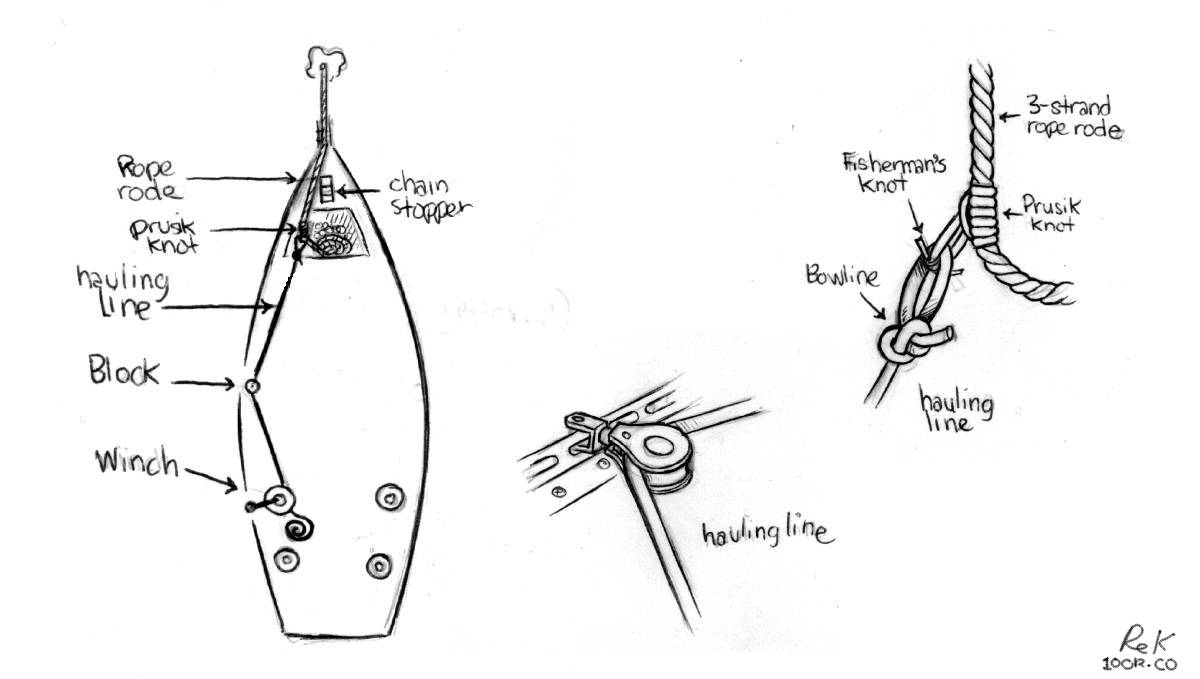 Rope
rode
chain
stopper
prusik
knot
hauling
line
Block
Winch
3-strand
rope rode
Fisherman's
knot
Prusik
knot
Bowline
hauling
line
hauling line
Rek
100R.CO